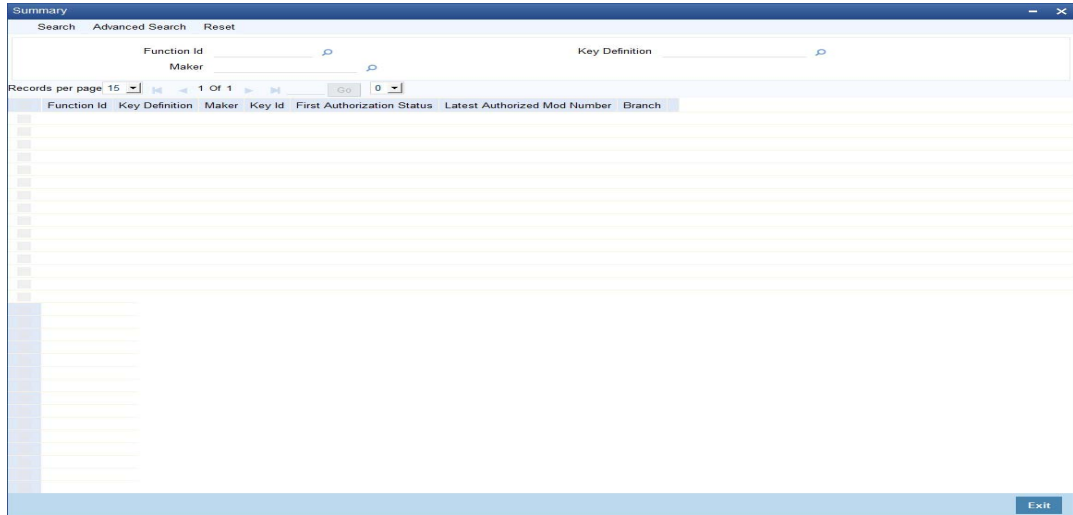 Summary
Search Advanced Search Reset
Function Id Key Definition
Maker
Records per page 15 1 Of 1 Go 0
Function Id Key Definition Maker Key Id First Authorization Status Latest Authorized Mod Number Branch
Exit